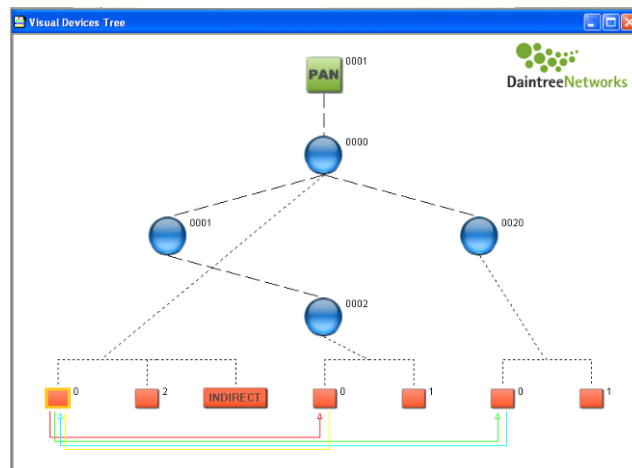 Visual Devices Tree
PAN 0001
DaintreeNetworks
0000
0001
0020
0002
0 2 INDIRECT 0 1 0 1